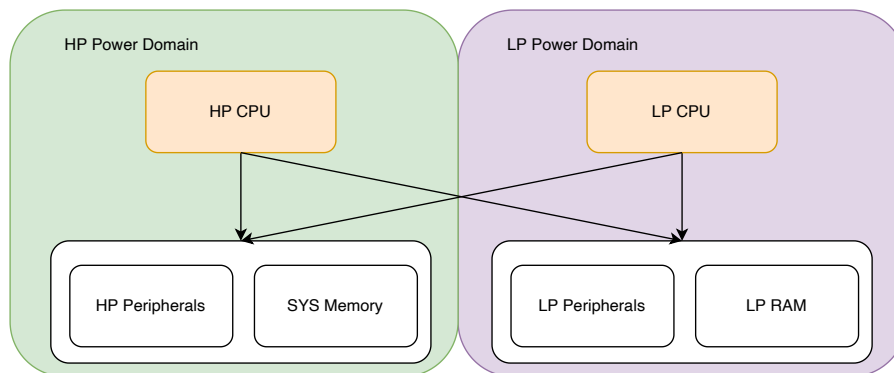 HP Power Domain
LP Power Domain
HP CPU
LP CPU
HP Peripherals
SYS Memory
LP Peripherals
LP RAM